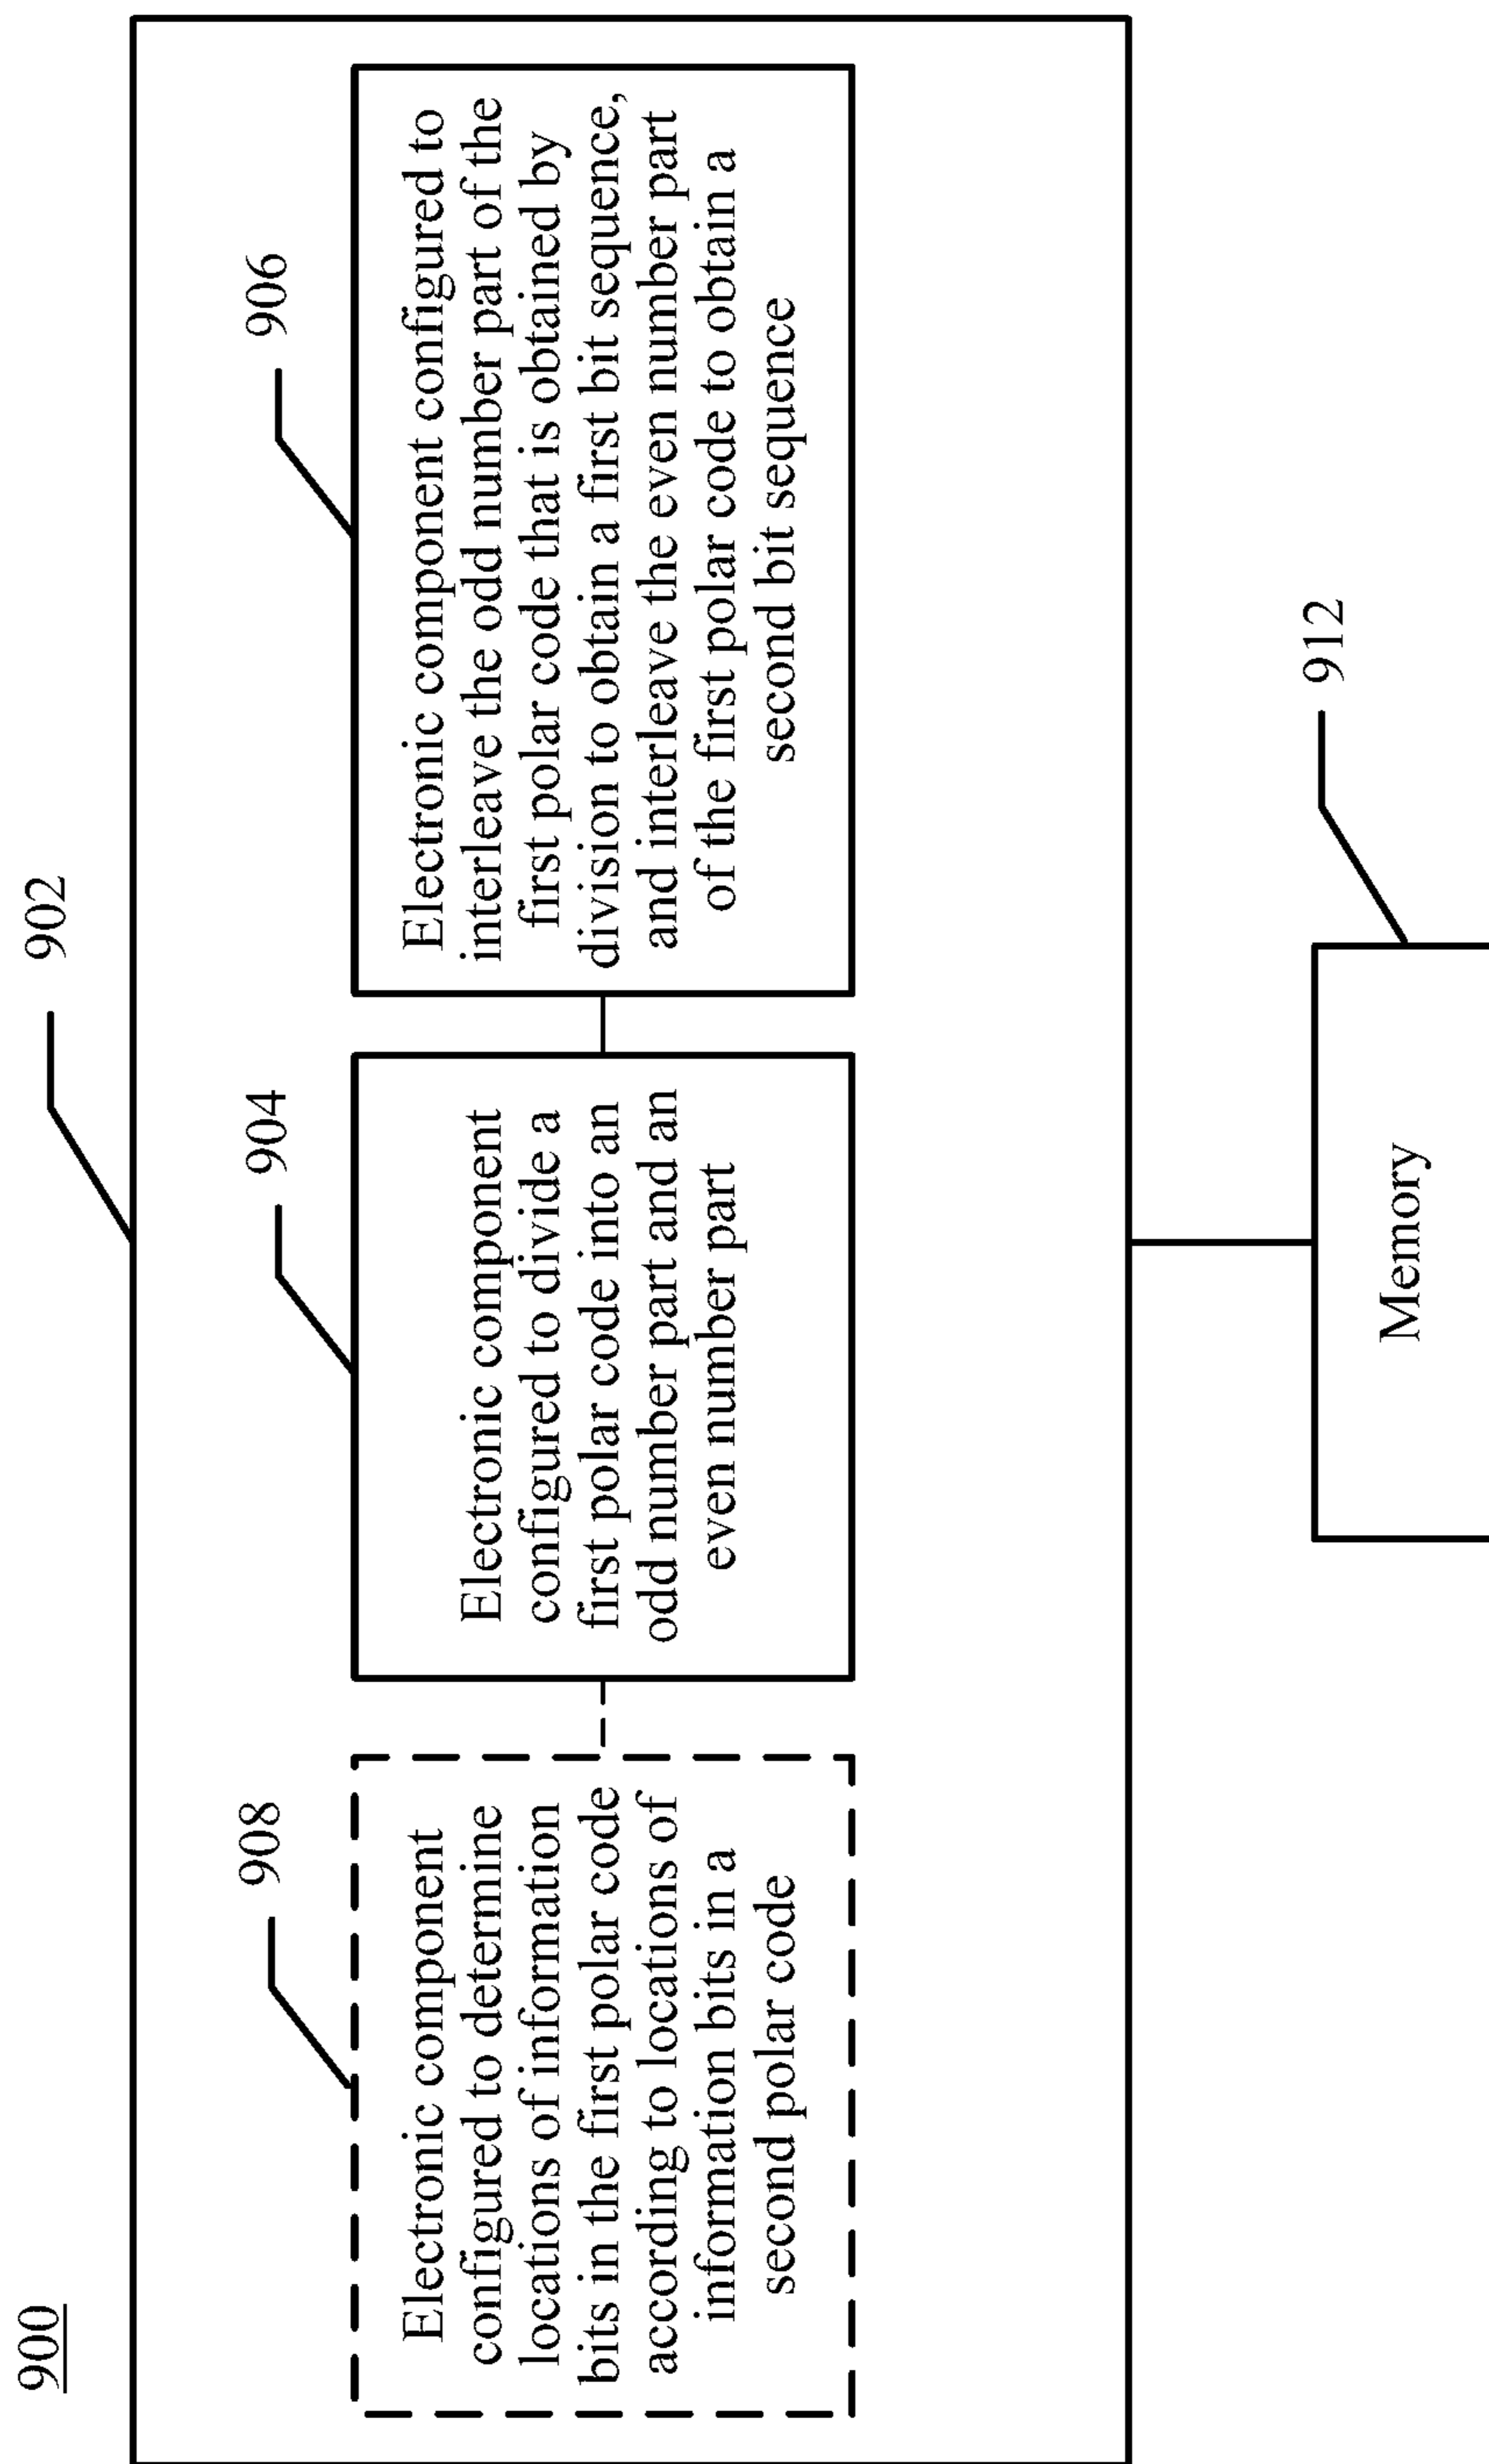 900
902
908
Electronic component
configured to determine
locations of information
bits in the first polar code
according to locations of
information bits in a
second polar code
904
Electronic component
configured to divide a
first polar code into an
odd number part and an
even number part
906
Electronic component configured to
interleave the odd number part of the
first polar code that is obtained by
division to obtain a first bit sequence,
and interleave the even number part
of the first polar code to obtain a
second bit sequence
912
Memory